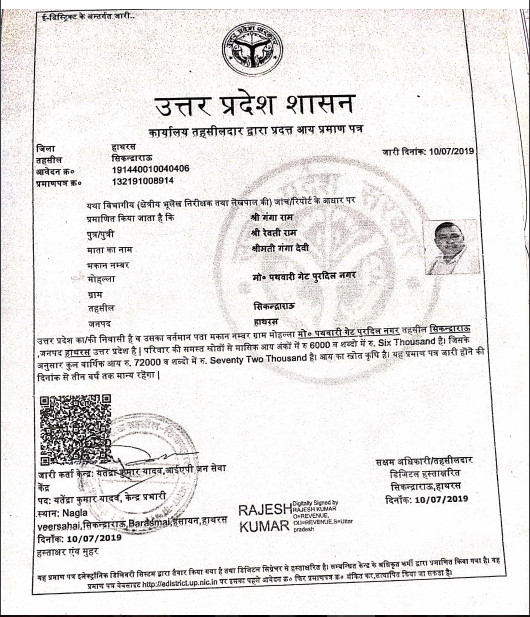 ई-डिस्ट्रिक्ट के अन्तर्गत जारी..
उत्तर प्रदेश शासन
कार्यालय तहसीलदार द्वारा प्रदत्त आय प्रमाण पत्र
जिला हाथरस जारी दिनांक: 10/07/2019
तहसील सिकन्द्राराऊ
आवेदन क्र० 191440010040406
प्रमाणपत्र क्र० 132191008914
यथा विभागीय (क्षेत्रीय भूलेख निरीक्षक तथा लेखपाल की) जांच/रिपोर्ट के आधार पर
प्रमाणित किया जाता है कि श्री गंगा राम
पुत्र/पुत्री श्री रेवती राम
माता का नाम श्रीमती गंगा देवी
मकान नम्बर
मोहल्ला मो० पथवारी गेट पुरदिल नगर
ग्राम
तहसील सिकन्द्राराऊ
जनपद हाथरस
उत्तर प्रदेश का/की निवासी है व उसका वर्तमान पता मकान नम्बर ग्राम मोहल्ला मो० पथवारी गेट पुरदिल नगर तहसील सिकन्द्राराऊ
,जनपद हाथरस उत्तर प्रदेश है| परिवार की समस्त स्रोतों से मासिक आय अंकों में रु 6000 व शब्दों में रु. Six Thousand है| जिसके
अनुसार कुल वार्षिक आय रु. 72000 व शब्दो में रु. Seventy Two Thousand है। आय का स्रोत कृषि है। यह प्रमाण पत्र जारी होने की
दिनांक से तीन वर्ष तक मान्य रहेगा |
जारी कर्ता केन्द्र: यतेंद्रा कुमार यादव,आईएपी जन सेवा
केंद्र
पद: यतेंद्रा कुमार यादव, केन्द्र प्रभारी
स्थान: Nagla
veersahai,सिकन्द्राराऊ,Barasmai,हसायन,हाथरस
दिनाँक: 10/07/2019
हस्ताक्षर एंव मुहर
RAJESH
KUMAR
Digitally Signed by
RAJESH KUMAR
O=REVENUE,
OU=REVENUE,S=Uttar
pradesh
सक्षम अधिकारी/तहसीलदार
डिजिटल हस्ताक्षरित
सिकन्द्राराऊ,हाथरस
दिनाँक: 10/07/2019
यह प्रमाण पत्र इलेक्ट्रॉनिक डिलिवरी सिस्टम द्वारा तैयार किया गया है तथा डिजिटल सिग्नेचर से हस्ताक्षरित है। सम्बन्धित केन्द्र के अधिकृत कर्मी द्वारा प्रमाणित किया गया है। यह
प्रमाण पत्र वेबसाइट http://edistrict.up.nic.in पर इसका पहले आवेदन क्र० फिर प्रमाणपत्र क्र० अंकित कर,सत्यापित किया जा सकता है।